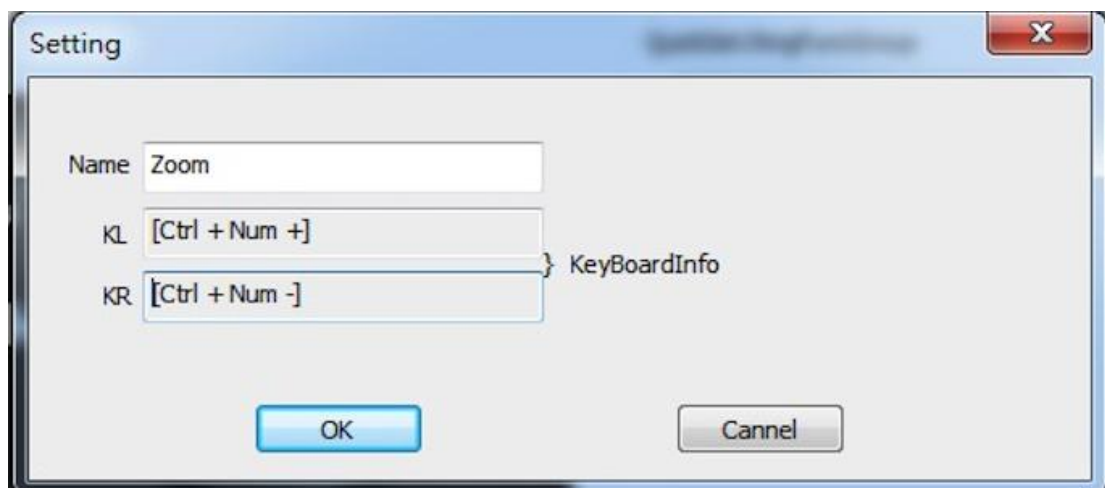 Setting
Name Zoom
KL [Ctrl + Num +]
} KeyBoardInfo
KR [Ctrl + Num -]
OK Cannel